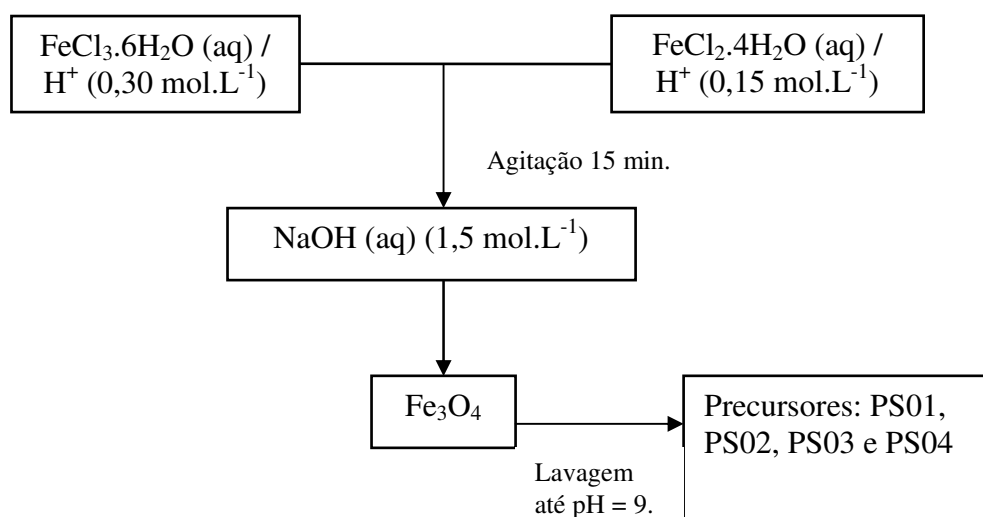 FeCl₃.6H₂O (aq) /
H⁺ (0,30 mol.L⁻¹)
FeCl₂.4H₂O (aq) /
H⁺ (0,15 mol.L⁻¹)
Agitação 15 min.
NaOH (aq) (1,5 mol.L⁻¹)
Fe₃O₄
Precursores: PS01,
PS02, PS03 e PS04
Lavagem
até pH = 9.